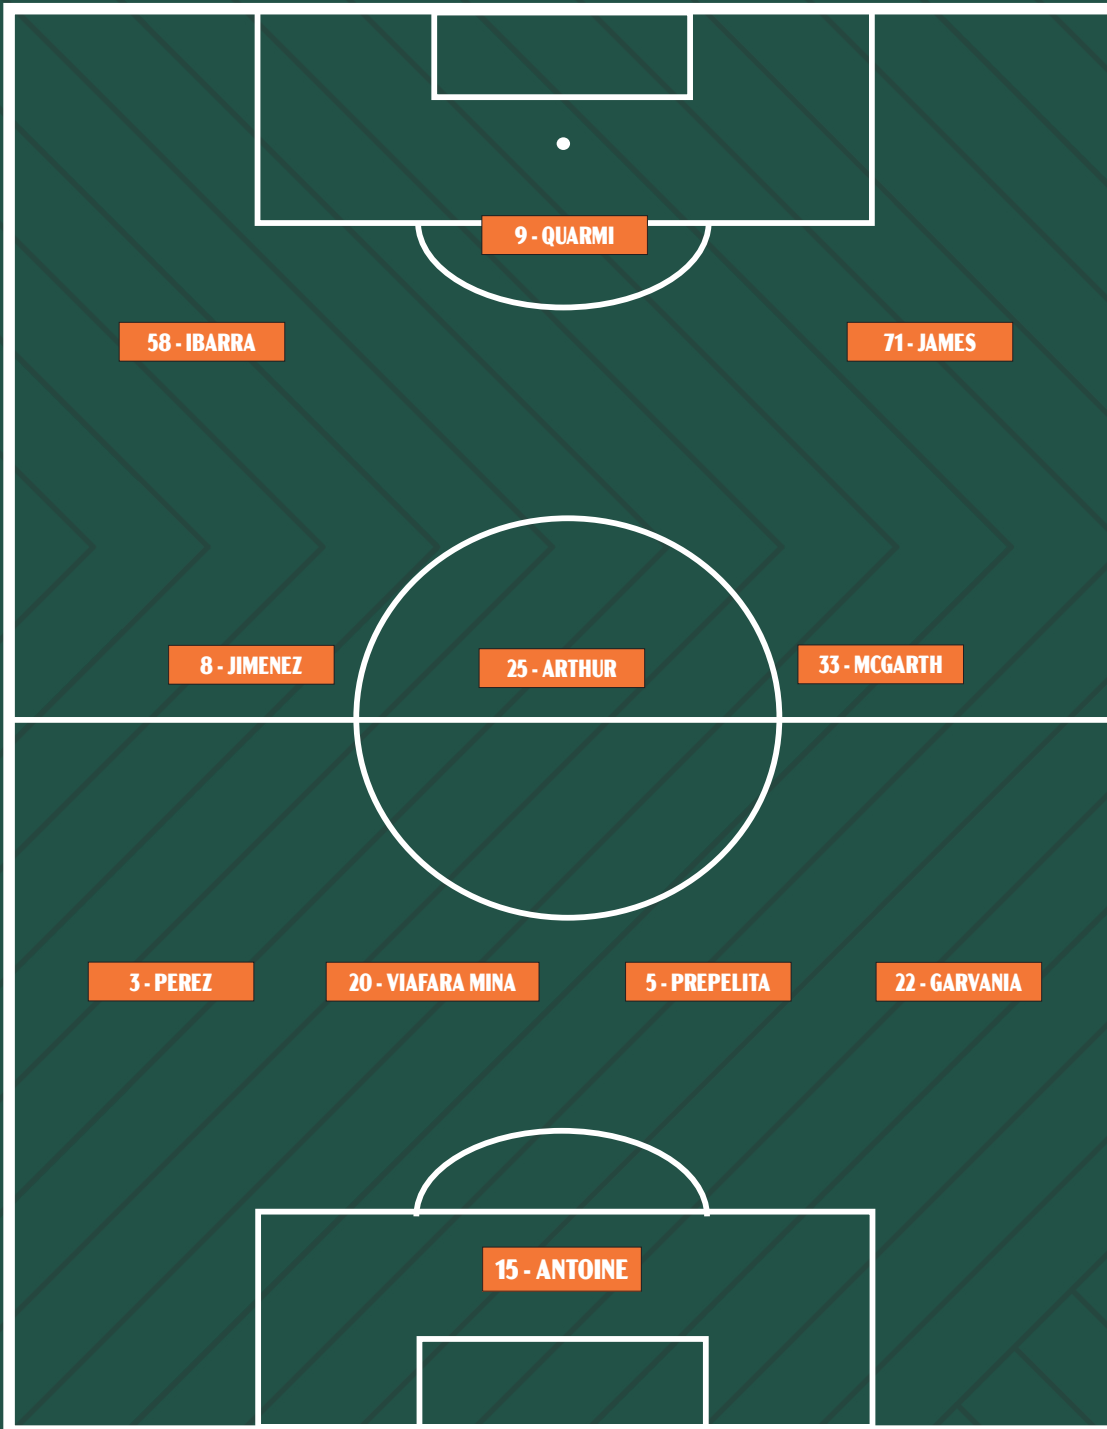 9 - QUARMI
58 - IBARRA
71 - JAMES
8 - JIMENEZ
25 - ARTHUR
33 - MCGARTH
3 - PEREZ
20 - VIAFARA MINA
5 - PREPELITA
22 - GARVANIA
15 - ANTOINE